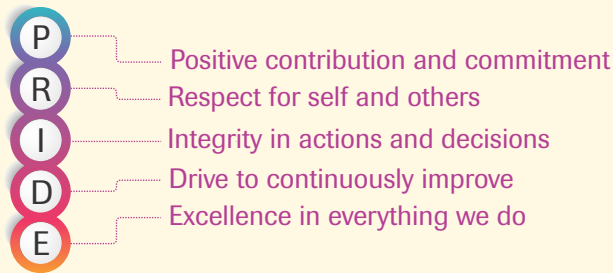 P
Positive contribution and commitment
R
Respect for self and others
I
Integrity in actions and decisions
D
Drive to continuously improve
E
Excellence in everything we do